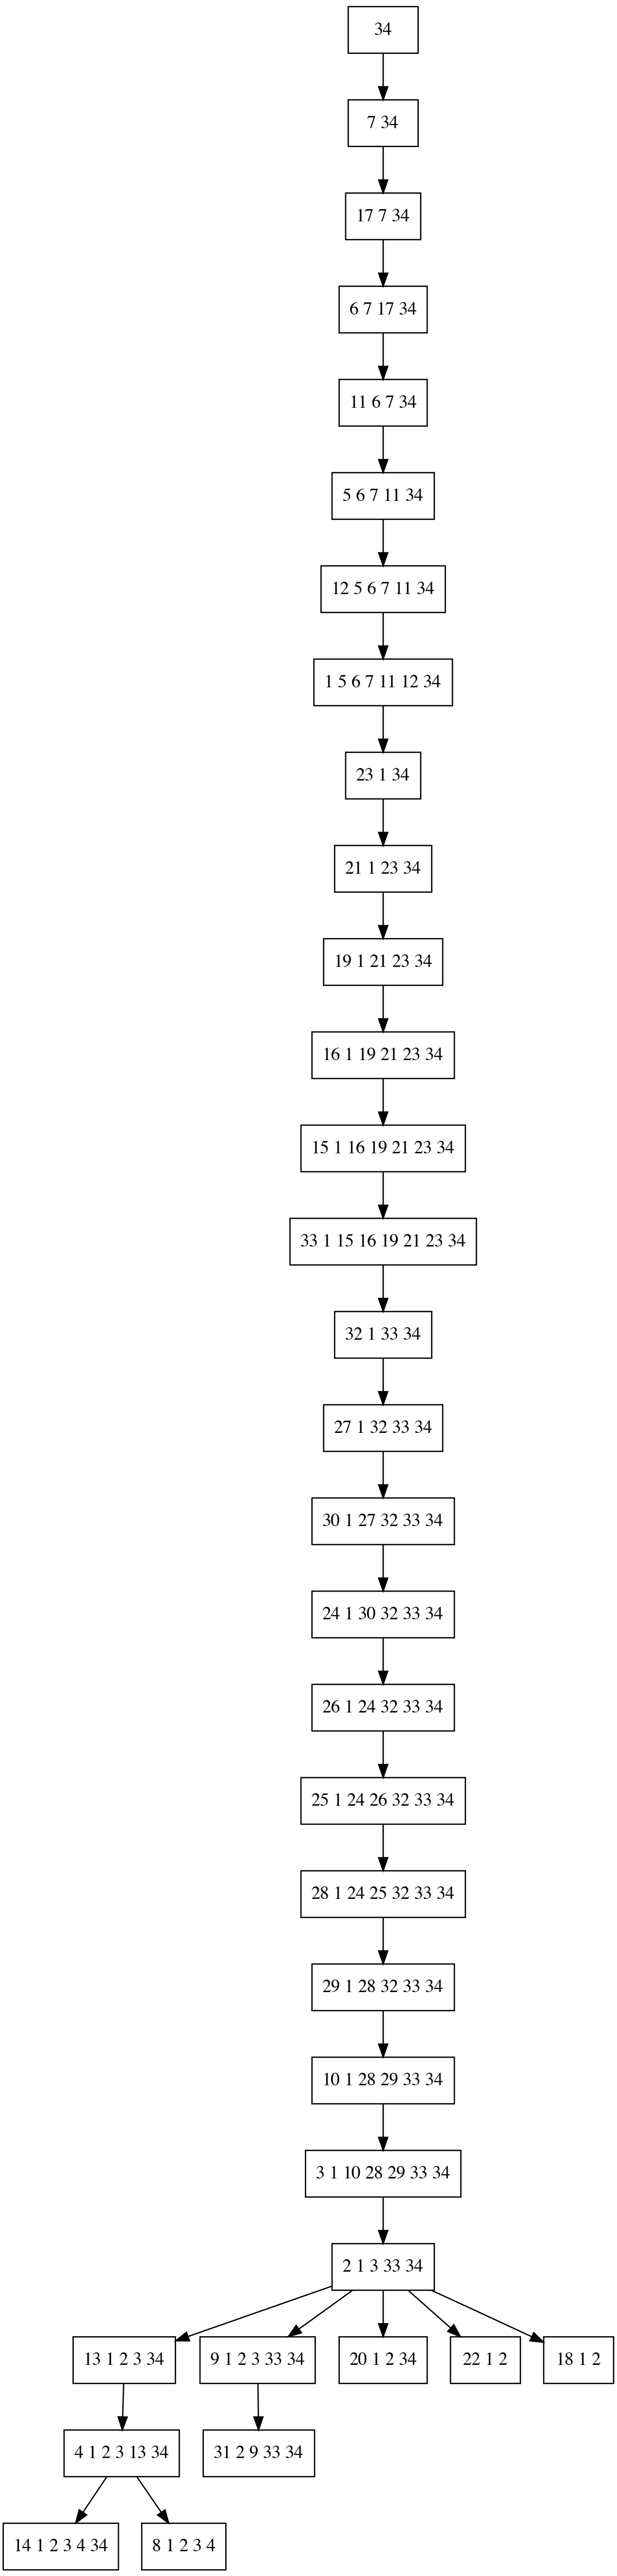 34
7 34
17 7 34
6 7 17 34
11 6 7 34
5 6 7 11 34
12 5 6 7 11 34
1 5 6 7 11 12 34
23 1 34
21 1 23 34
19 1 21 23 34
16 1 19 21 23 34
15 1 16 19 21 23 34
33 1 15 16 19 21 23 34
32 1 33 34
27 1 32 33 34
30 1 27 32 33 34
24 1 30 32 33 34
26 1 24 32 33 34
25 1 24 26 32 33 34
28 1 24 25 32 33 34
29 1 28 32 33 34
10 1 28 29 33 34
3 1 10 28 29 33 34
2 1 3 33 34
13 1 2 3 34
9 1 2 3 33 34
20 1 2 34
22 1 2
18 1 2
4 1 2 3 13 34
31 2 9 33 34
14 1 2 3 4 34
8 1 2 3 4